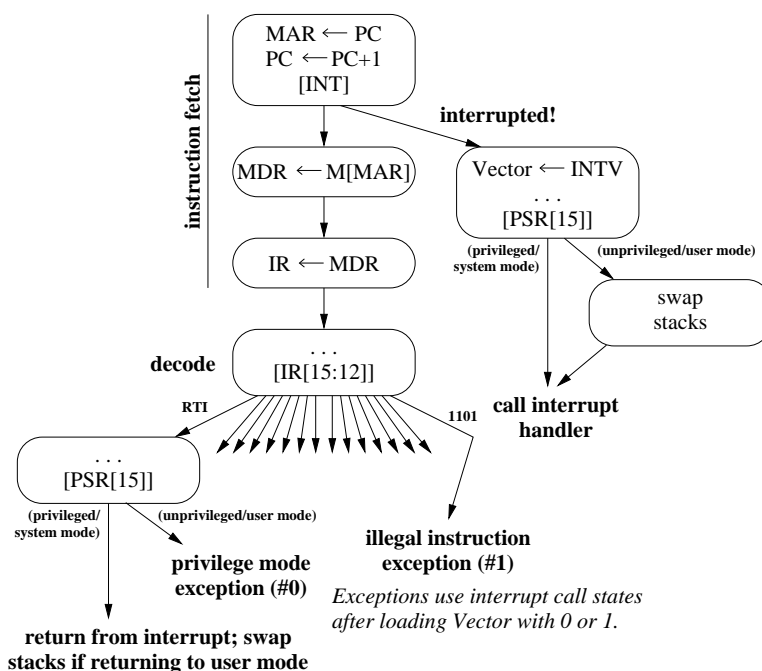 MAR ← PC
PC ← PC+1
[INT]
instruction fetch
interrupted!
MDR ← M[MAR]
Vector ← INTV
. . .
[PSR[15]]
(privileged/
system mode)
(unprivileged/user mode)
IR ← MDR
swap
stacks
decode
. . .
[IR[15:12]]
call interrupt
handler
RTI
1101
. . .
[PSR[15]]
(privileged/
system mode)
(unprivileged/user mode)
privilege mode
exception (#0)
illegal instruction
exception (#1)
Exceptions use interrupt call states
after loading Vector with 0 or 1.
return from interrupt; swap
stacks if returning to user mode